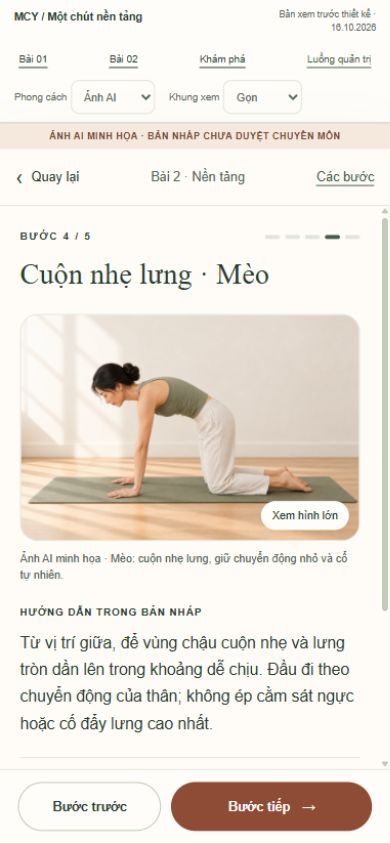 MCY / Một chút nền tảng
Bản xem trước thiết kế ·
16.10.2026
Bài 01
Bài 02
Khám phá
Luồng quản trị
Phong cách
Ảnh AI
Khung xem
Gọn
ẢNH AI MINH HỌA · BẢN NHÁP CHƯA DUYỆT CHUYÊN MÔN
‹ Quay lại
Bài 2 · Nền tảng
Các bước
BƯỚC 4 / 5
Cuộn nhẹ lưng · Mèo
Xem hình lớn
Ảnh AI minh họa · Mèo: cuộn nhẹ lưng, giữ chuyển động nhỏ và cổ
tự nhiên.
HƯỚNG DẪN TRONG BẢN NHÁP
Từ vị trí giữa, để vùng chậu cuộn nhẹ và lưng
tròn dần lên trong khoảng dễ chịu. Đầu đi theo
chuyển động của thân; không ép cằm sát ngực
hoặc cố đẩy lưng cao nhất.
Bước trước
Bước tiếp →